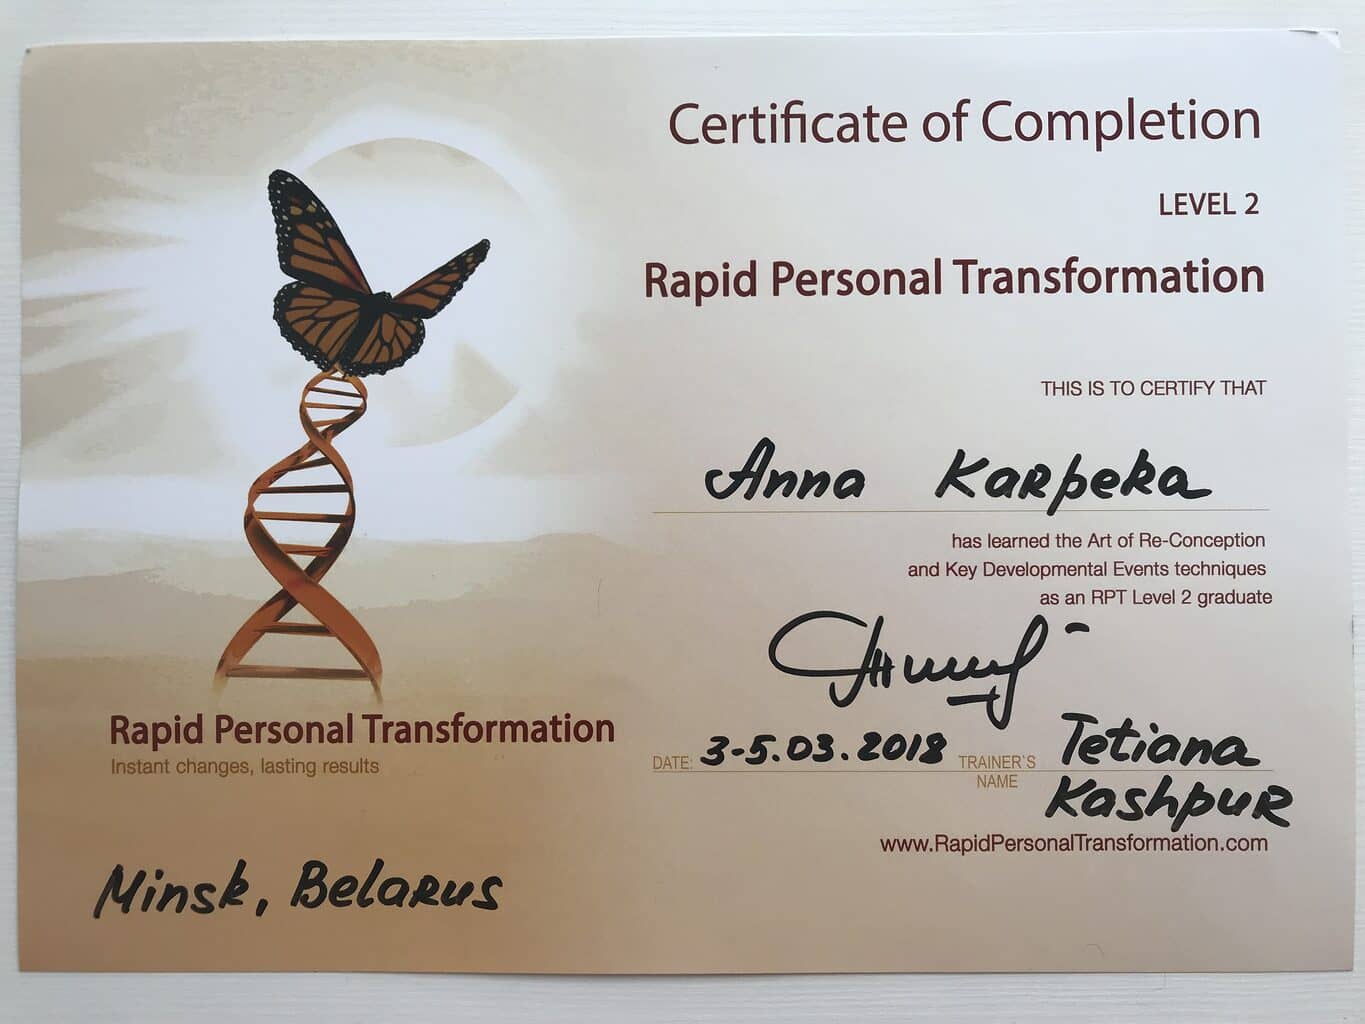 Certificate of Completion
LEVEL 2
Rapid Personal Transformation
THIS IS TO CERTIFY THAT
Anna Karpeka
has learned the Art of Re-Conception
and Key Developmental Events techniques
as an RPT Level 2 graduate
DATE: 3-5.03.2018 TRAINER`S NAME Tetiana
Kashpur
www.RapidPersonalTransformation.com
Rapid Personal Transformation
Instant changes, lasting results
Minsk, Belarus